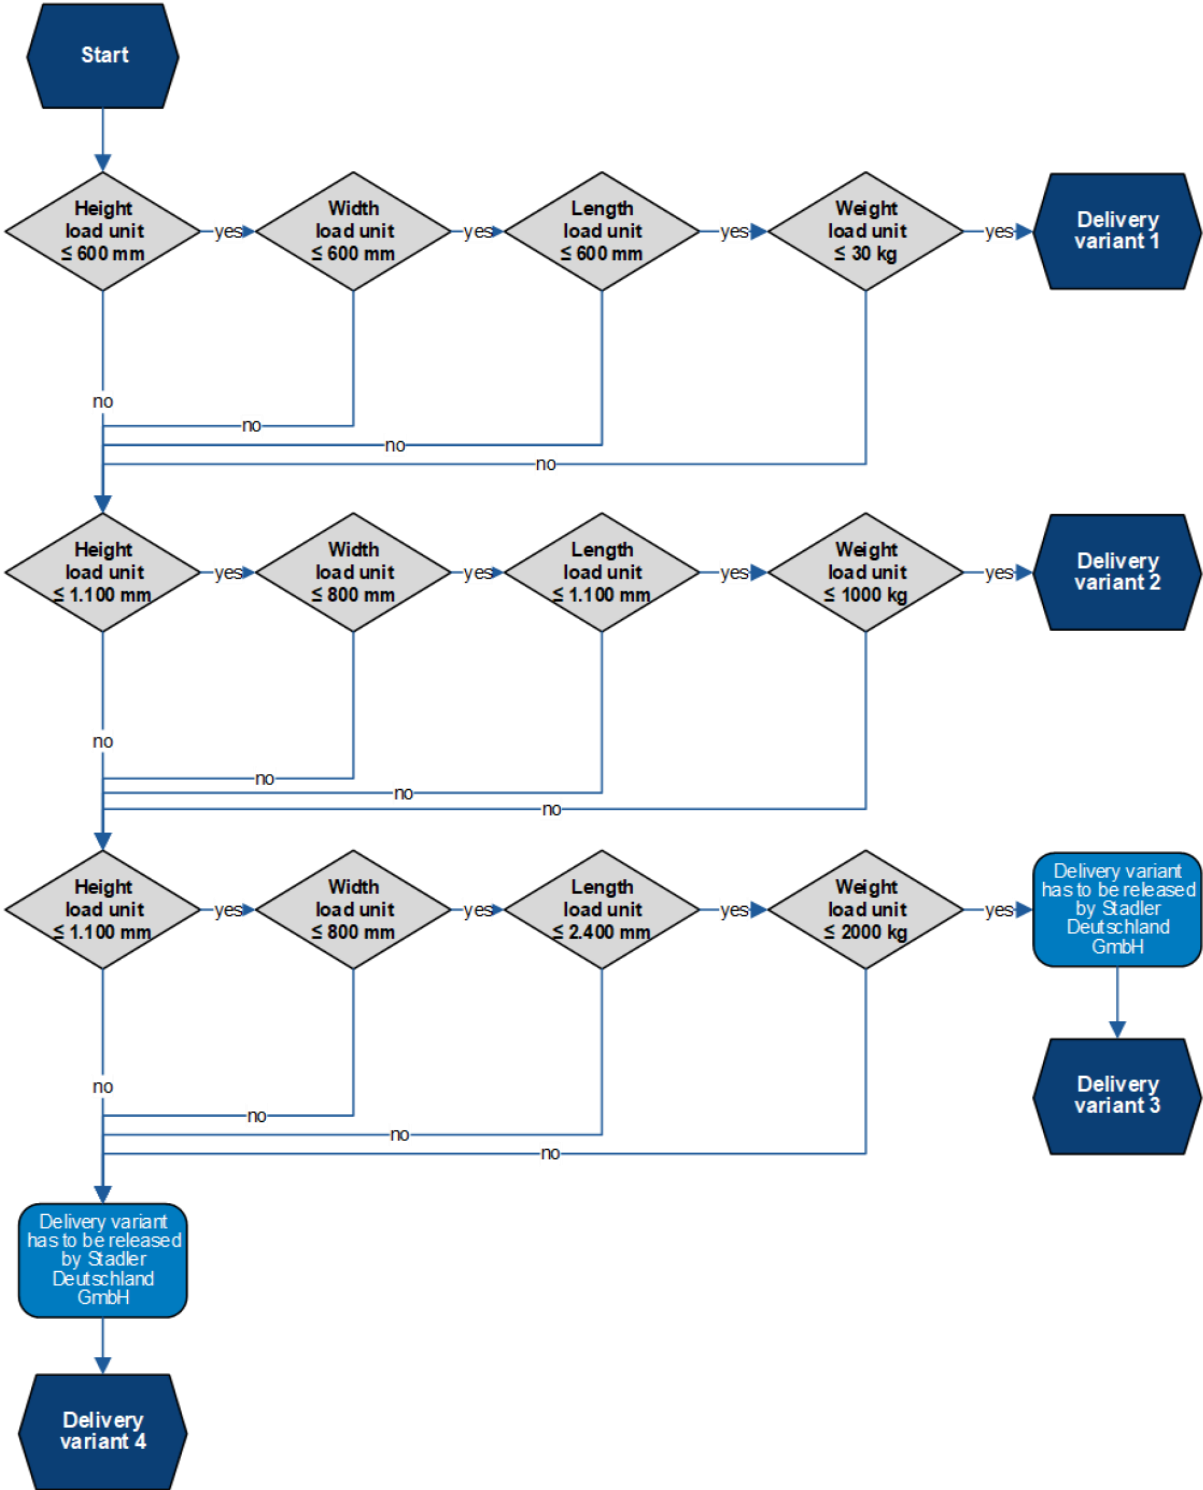 Start
Height
load unit
≤ 600 mm
yes
Width
load unit
≤ 600 mm
yes
Length
load unit
≤ 600 mm
yes
Weight
load unit
≤ 30 kg
yes
Delivery
variant 1
no
no
no
no
Height
load unit
≤ 1.100 mm
yes
Width
load unit
≤ 800 mm
yes
Length
load unit
≤ 1.100 mm
yes
Weight
load unit
≤ 1000 kg
yes
Delivery
variant 2
no
no
no
no
Height
load unit
≤ 1.100 mm
yes
Width
load unit
≤ 800 mm
yes
Length
load unit
≤ 2.400 mm
yes
Weight
load unit
≤ 2000 kg
yes
Delivery variant
has to be released
by Stadler
Deutschland
GmbH
Delivery
variant 3
no
no
no
no
Delivery variant
has to be released
by Stadler
Deutschland
GmbH
Delivery
variant 4